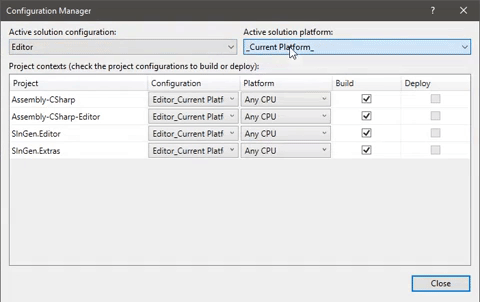 Configuration Manager
Active solution configuration: Active solution platform:
Editor _Current Platform_
Project contexts (check the project configurations to build or deploy):
Project Configuration Platform Build Deploy
Assembly-CSharp Editor_Current Platf Any CPU
Assembly-CSharp-Editor Editor_Current Platf Any CPU
SInGen.Editor Editor_Current Platf Any CPU
SInGen.Extras Editor_Current Platf Any CPU
Close